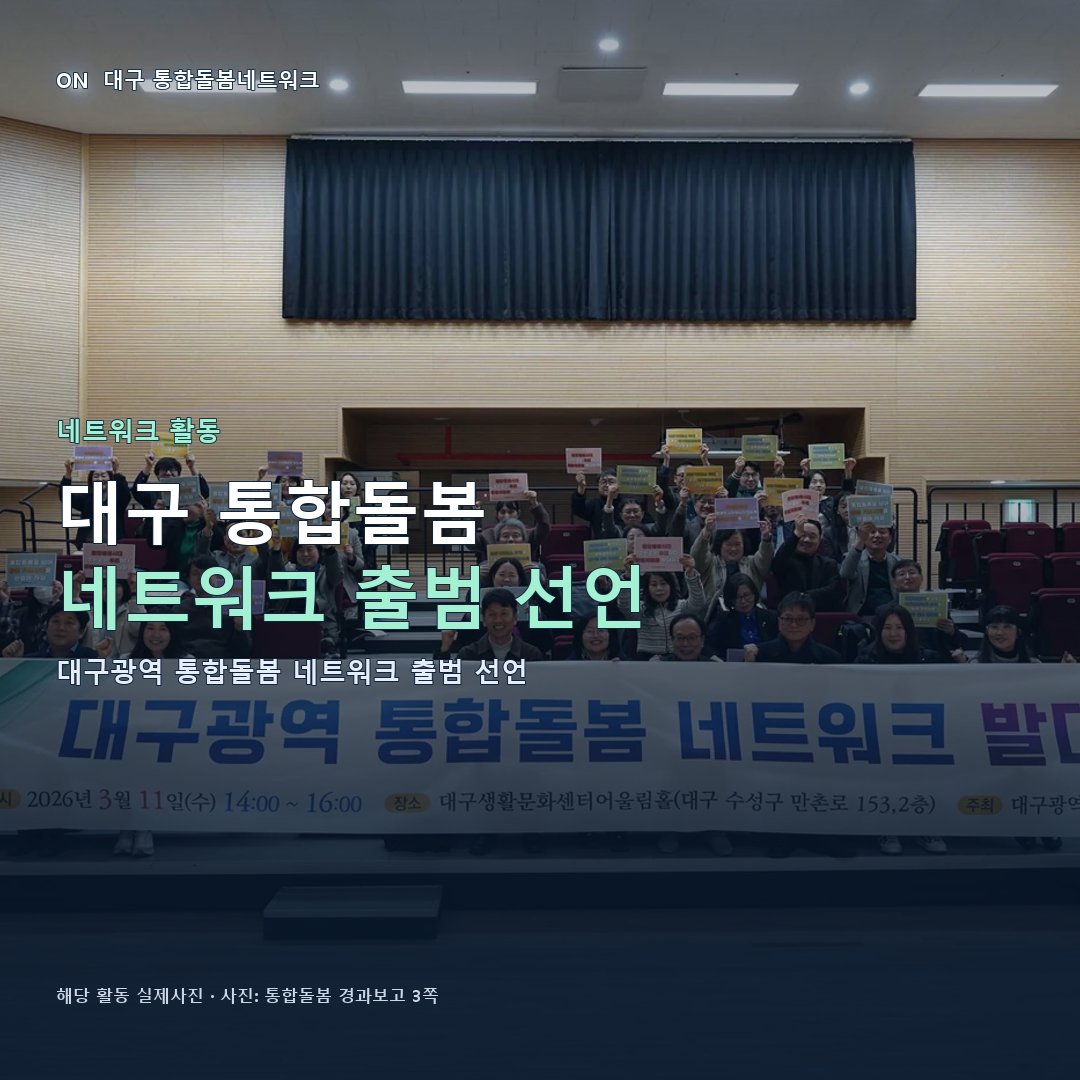 ON 대구 통합돌봄네트워크
네트워크 활동
대구 통합돌봄
네트워크 출범 선언
대구광역 통합돌봄 네트워크 출범 선언
대구광역 통합돌봄 네트워크
2026년 3월 11일(수) 14:00 ~ 16:00 장소 대구생활문화센터어울림홀(대구 수성구 만촌로 153,2층) 주최
해당 활동 실제사진 · 사진: 통합돌봄 경과보고 3쪽